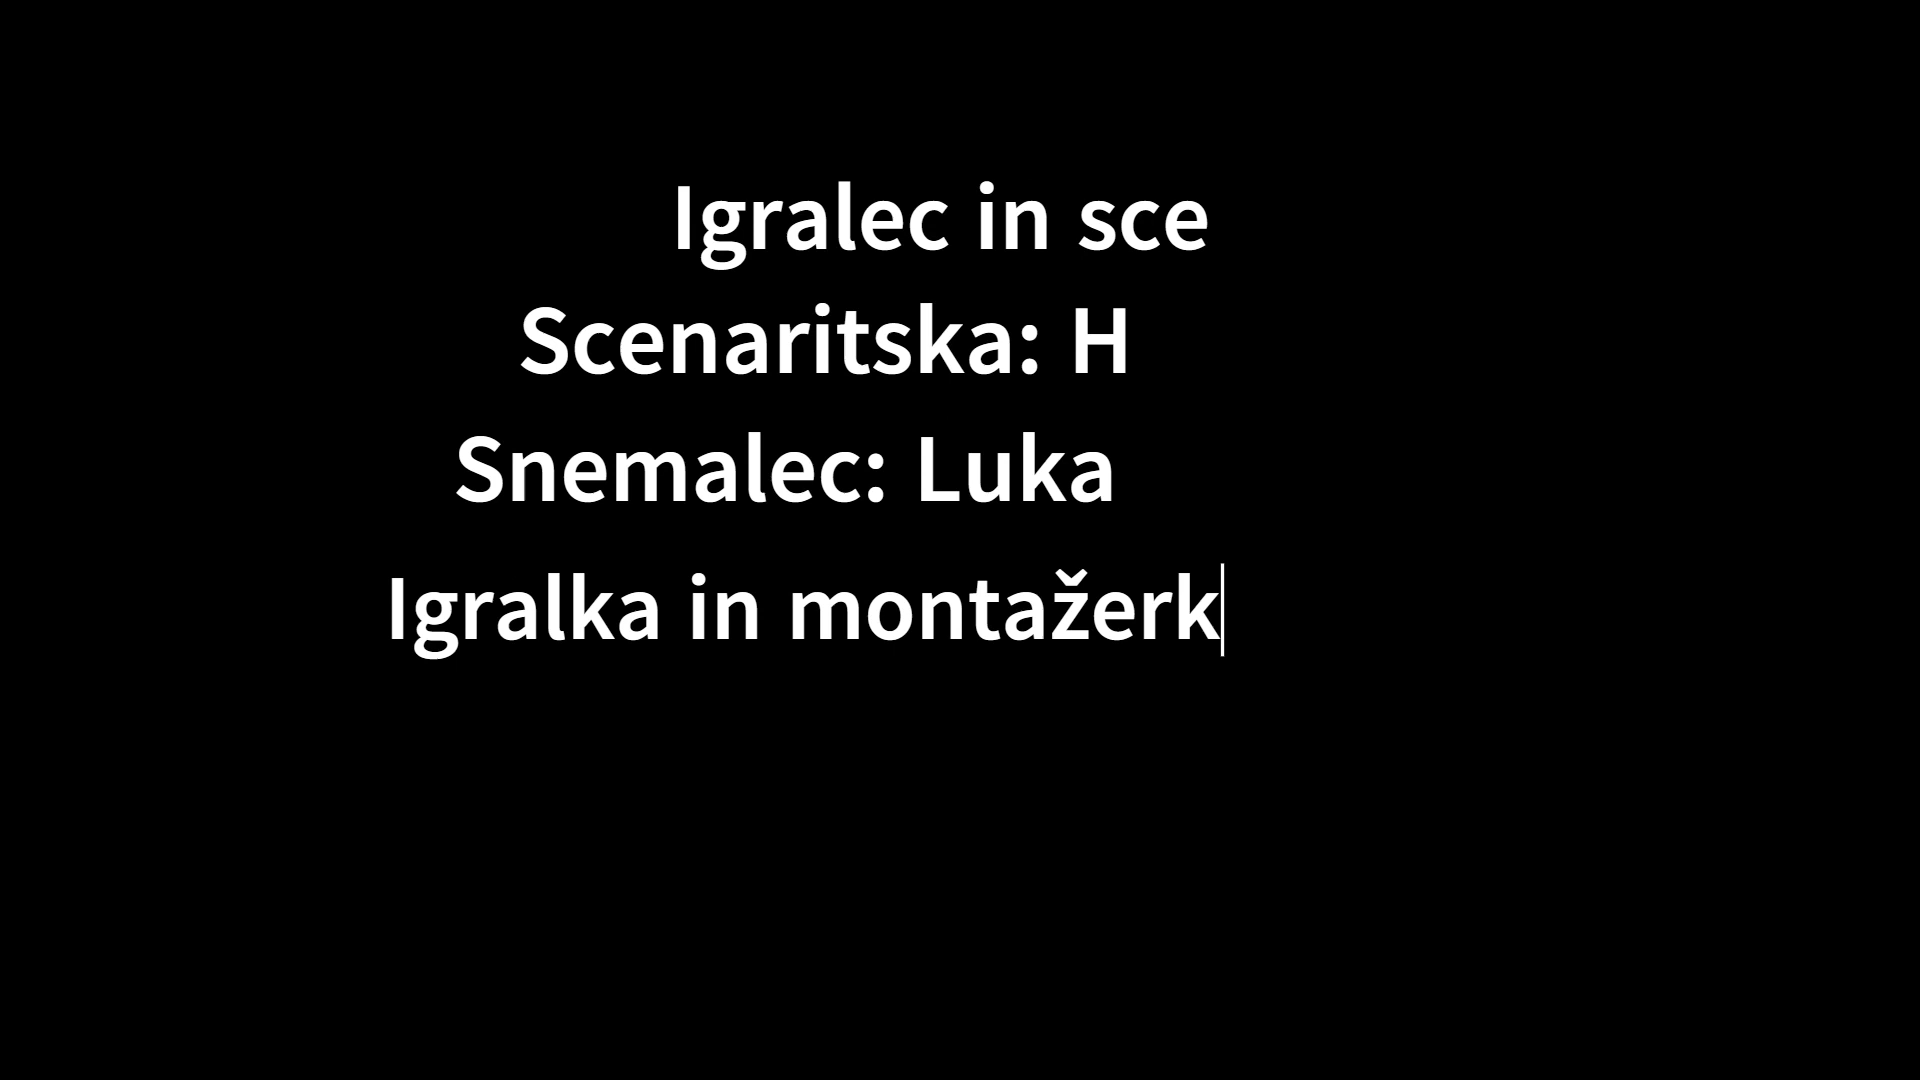 Igralec in sce
Scenaritska: H
Snemalec: Luka
Igralka in montažerk